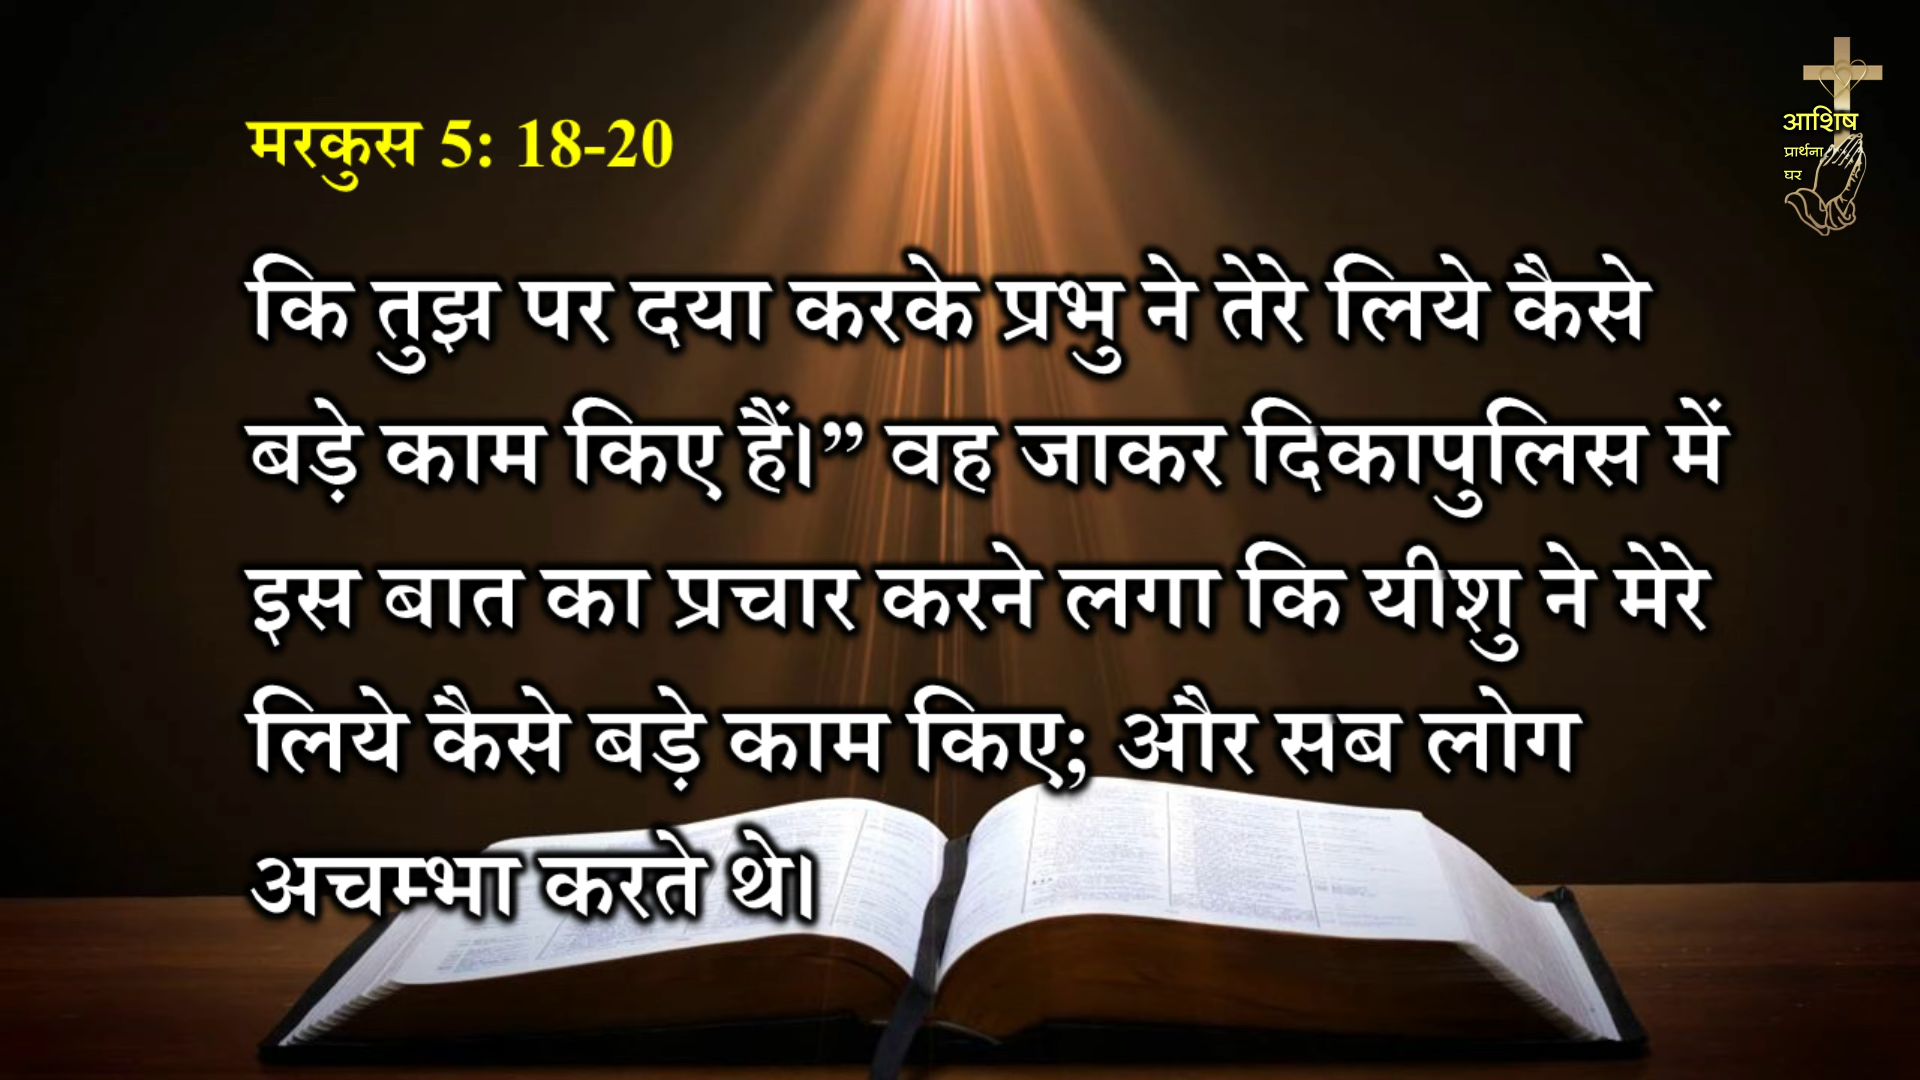 मरकुस 5: 18-20
आशिष
प्रार्थना
घर
कि तुझ पर दया करके प्रभु ने तेरे लिये कैसे
बड़े काम किए हैं।” वह जाकर दिकापुलिस में
इस बात का प्रचार करने लगा कि यीशु ने मेरे
लिये कैसे बड़े काम किए; और सब लोग
अचम्भा करते थे।